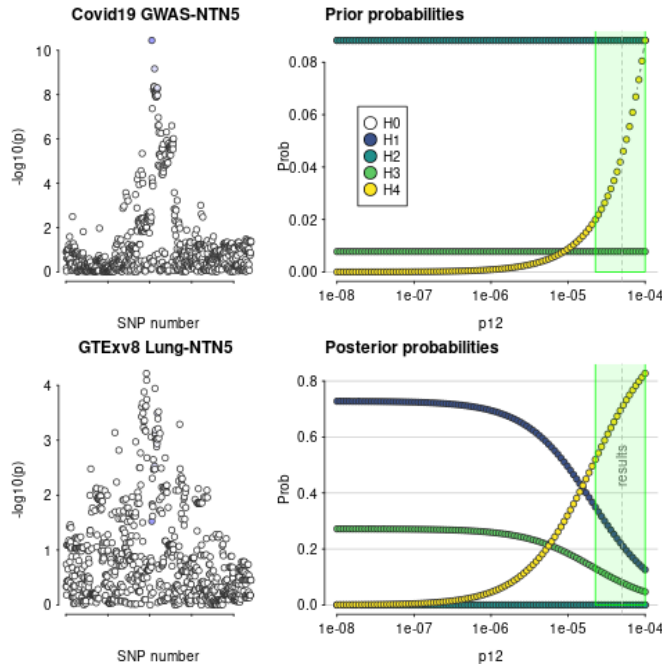 Covid19 GWAS-NTN5
10
8
6
4
2
0
-log10(p)
SNP number
Prior probabilities
0.08
0.06
0.04
0.02
0.00
Prob
H0
H1
H2
H3
H4
1e-08
1e-07
1e-06
1e-05
1e-04
p12
GTExv8 Lung-NTN5
4
3
2
1
0
-log10(p)
SNP number
Posterior probabilities
0.8
0.6
0.4
0.2
0.0
Prob
results
1e-08
1e-07
1e-06
1e-05
1e-04
p12